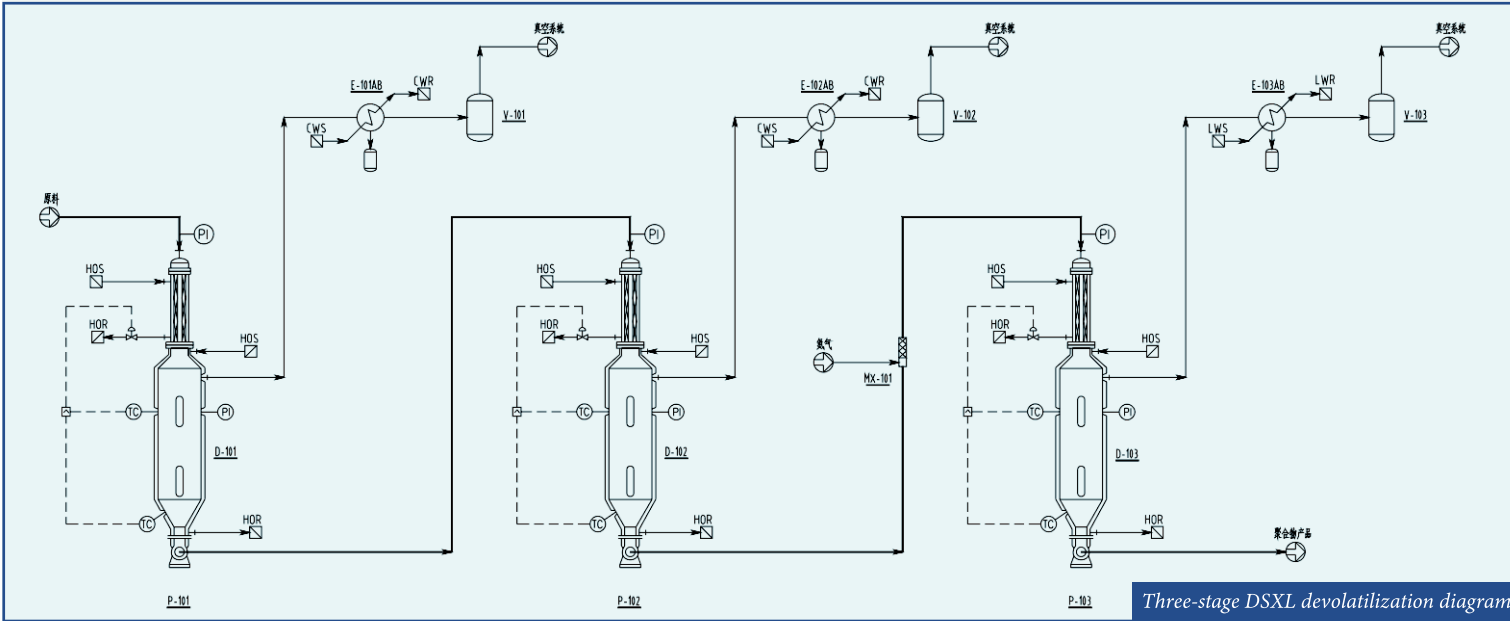 真空系统
真空系统
真空系统
E-101AB
CWR
E-102AB
CWR
E-103AB
LWR
V-101
V-102
V-103
CWS
CWS
LWS
原料
PI
PI
PI
HOS
HOS
HOS
HOR
HOS
HOR
HOS
HOR
HOS
氮气
MX-101
TC
PI
TC
PI
TC
PI
D-101
D-102
D-103
TC
HOR
TC
HOR
TC
HOR
聚合物产品
P-101
P-102
P-103
Three-stage DSXL devolatilization diagram